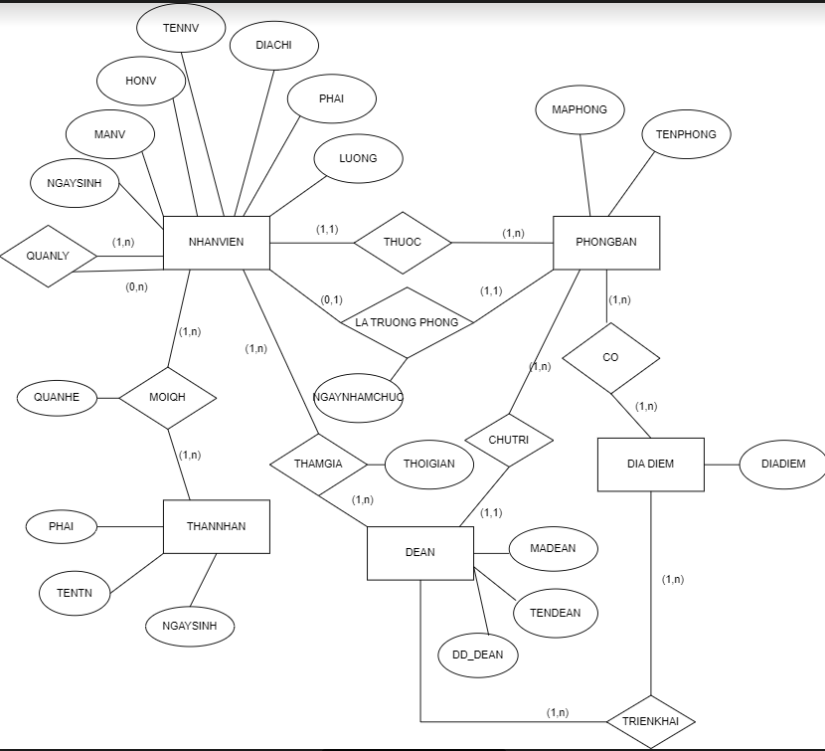 TENNV
DIACHI
HONV
PHAI
MAPHONG
MANV
TENPHONG
LUONG
NGAYSINH
(1,1)
(1,n)
NHANVIEN
THUOC
PHONGBAN
(1,n)
QUANLY
(0,n)
(0,1)
(1,1)
(1,n)
LA TRUONG PHONG
(1,n)
(1,n)
CO
(1,n)
QUANHE
MOIQH
NGAYNHAMCHUC
(1,n)
CHUTRI
(1,n)
THAMGIA
THOIGIAN
DIA DIEM
DIADIEM
(1,n)
(1,1)
PHAI
THANNHAN
DEAN
MADEAN
(1,n)
TENTN
TENDEAN
NGAYSINH
DD_DEAN
(1,n)
TRIENKHAI